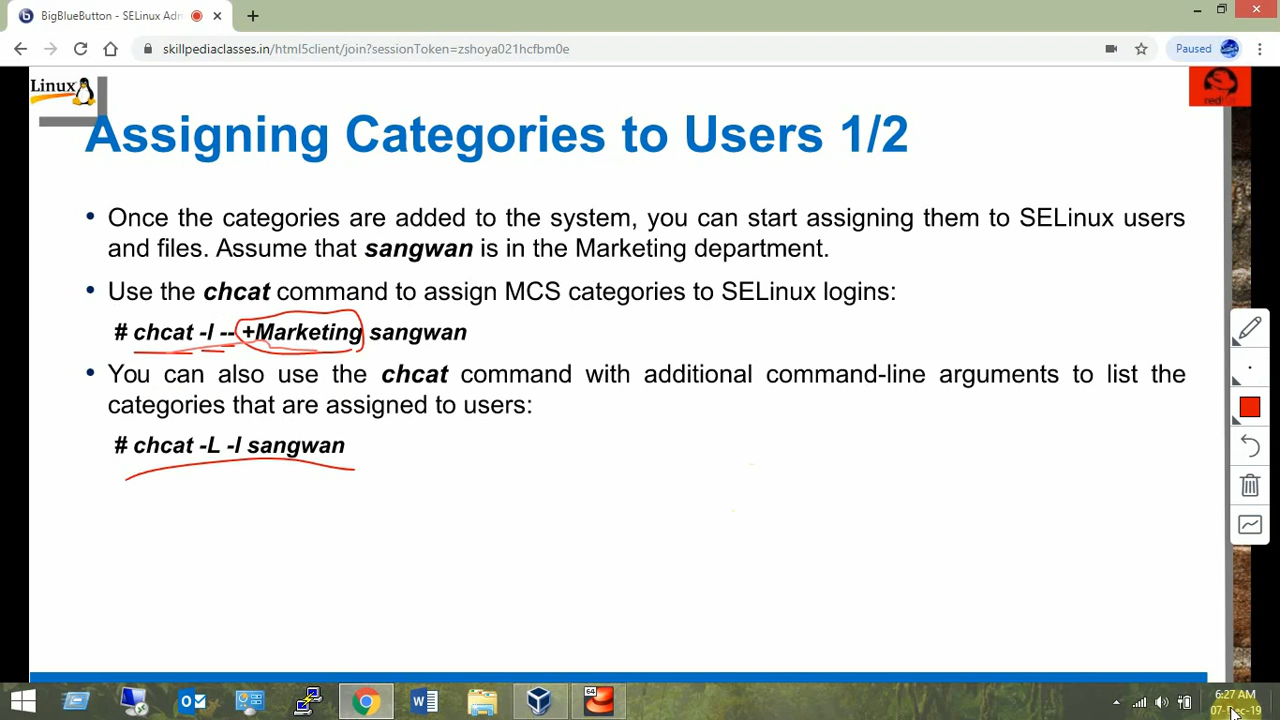 BigBlueButton - SELinux Adm
skillpediaclasses.in/html5client/join?sessionToken=zshoya021hcfbm0e
Paused
Linux
Assigning Categories to Users 1/2
• Once the categories are added to the system, you can start assigning them to SELinux users
and files. Assume that sangwan is in the Marketing department.
• Use the chcat command to assign MCS categories to SELinux logins:
# chcat -l -- +Marketing sangwan
• You can also use the chcat command with additional command-line arguments to list the
categories that are assigned to users:
# chcat -L -l sangwan
64
6:27 AM
07-Dec-19